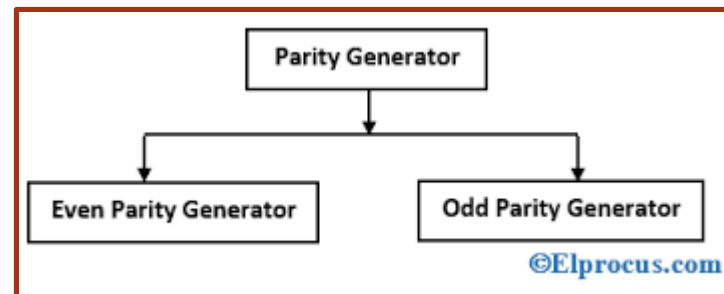 Parity Generator
Even Parity Generator
Odd Parity Generator
©Elprocus.com